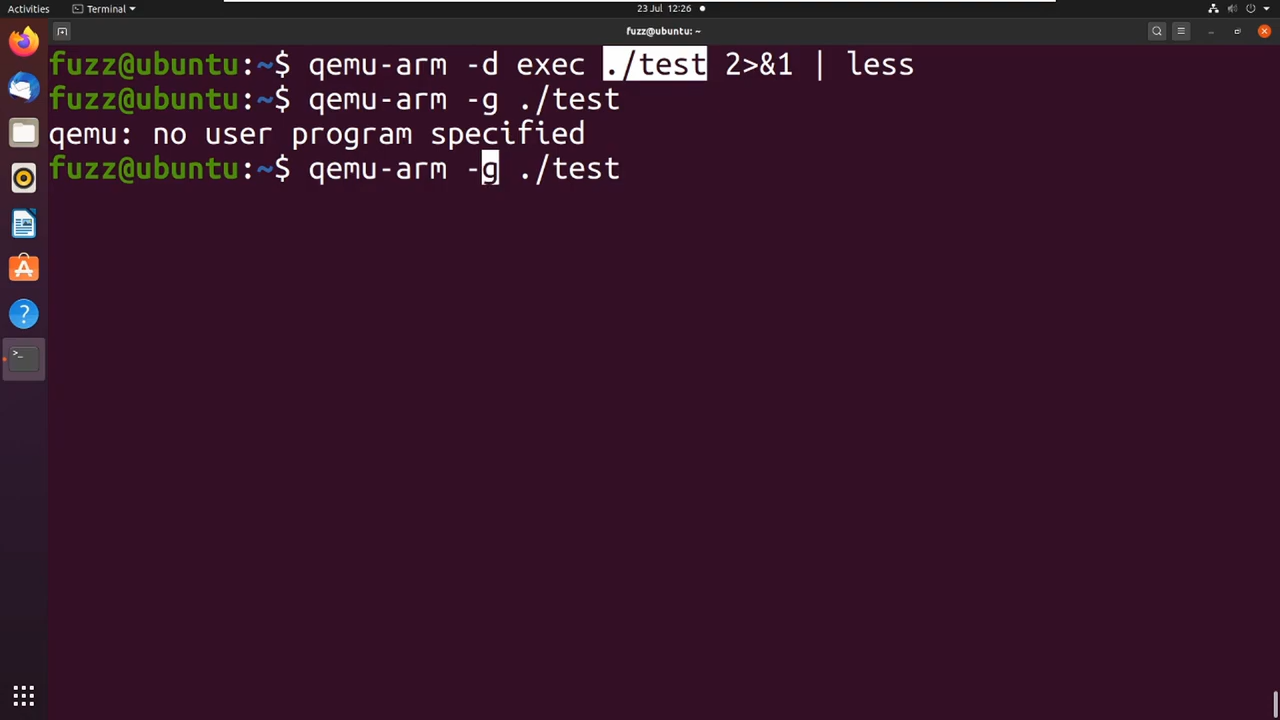 Activities
Terminal
23 Jul 12:26
fuzz@ubuntu: ~
fuzz@ubuntu:~$ qemu-arm -d exec ./test 2>&1 | less
fuzz@ubuntu:~$ qemu-arm -g ./test
qemu: no user program specified
fuzz@ubuntu:~$ qemu-arm -g ./test